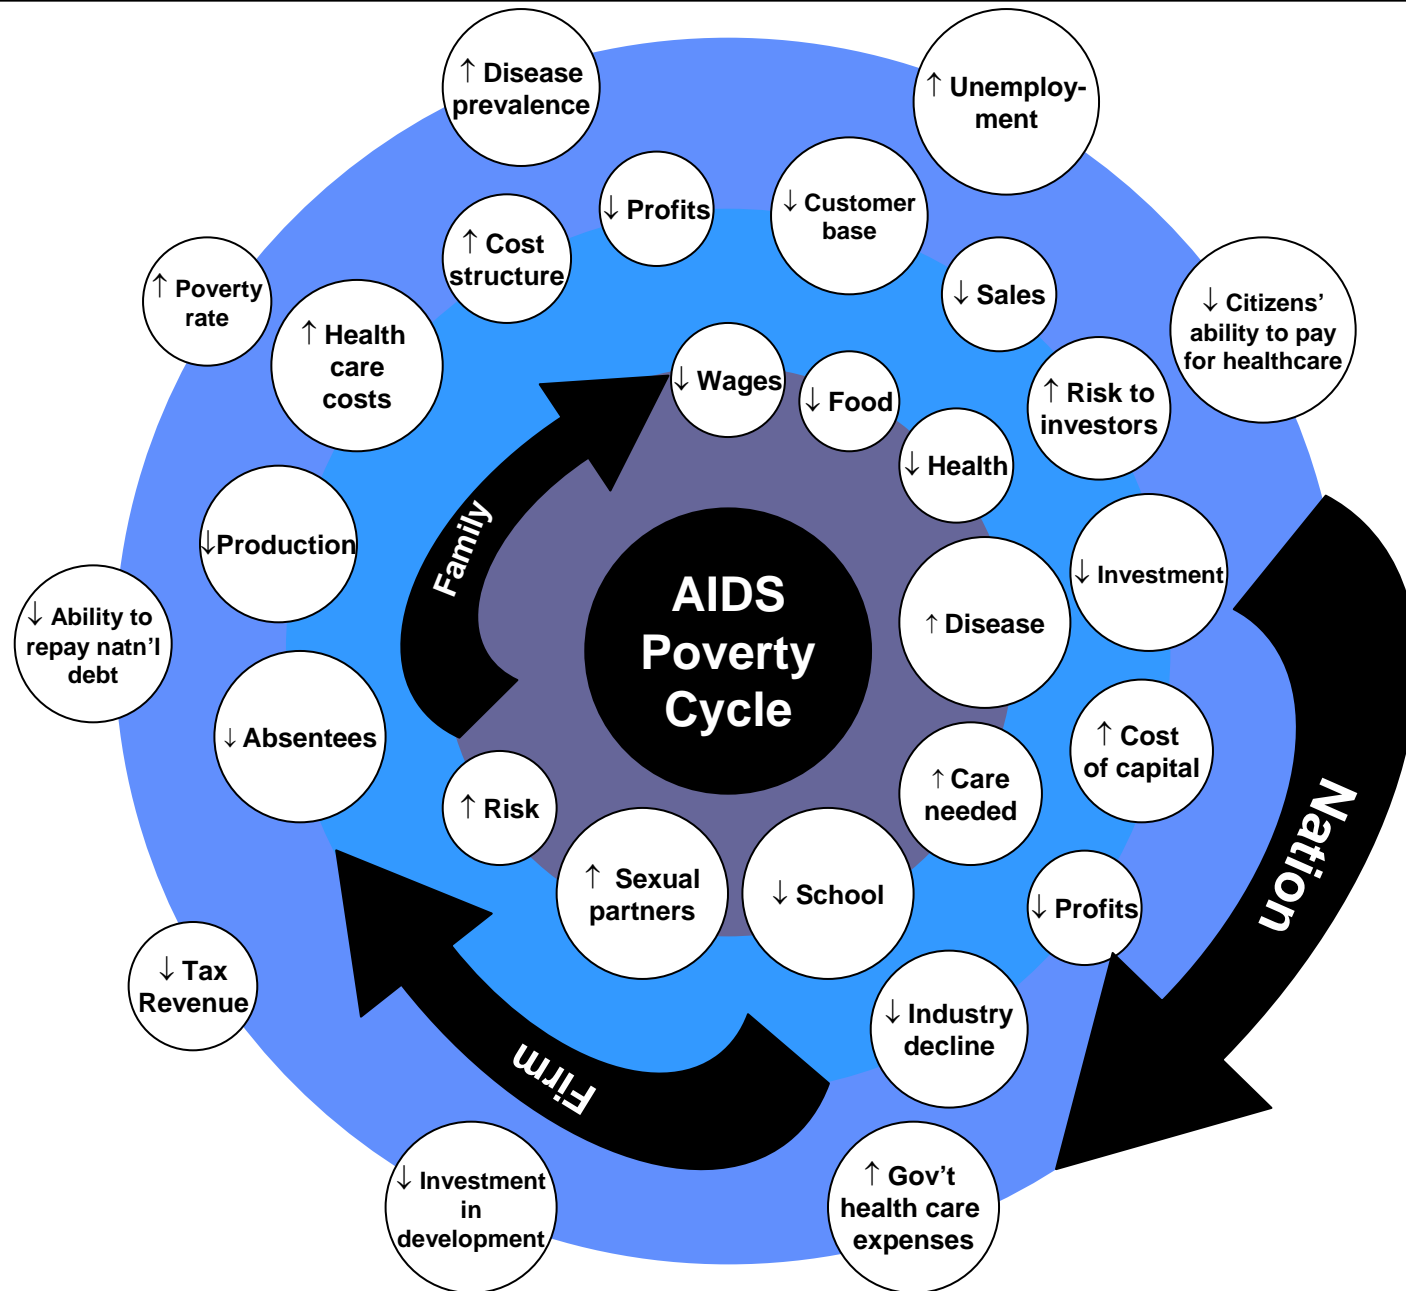 ↑ Disease
prevalence
↑ Unemploy-
ment
↓ Citizens’
ability to pay
for healthcare
↑ Gov’t
health care
expenses
↓ Investment
in
development
↓ Tax
Revenue
↓ Ability to
repay natn’l
debt
↑ Poverty
rate
Nation
↓ Profits
↓ Customer
base
↓ Sales
↑ Risk to
investors
↓ Investment
↑ Cost
of capital
↓ Profits
↓ Industry
decline
Firm
↓ Absentees
↓Production
↑ Health
care
costs
↑ Cost
structure
↓ Wages
↓ Food
↓ Health
↑ Disease
↑ Care
needed
↓ School
↑ Sexual
partners
↑ Risk
Family
AIDS
Poverty
Cycle